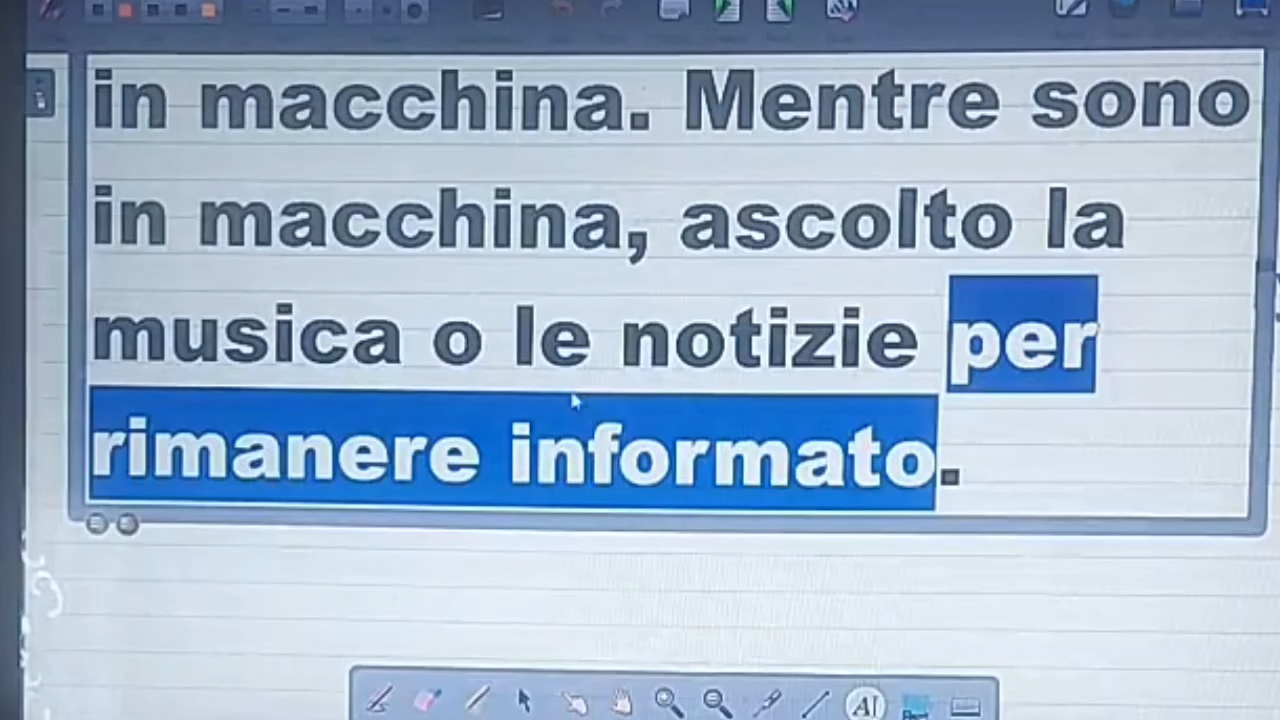 in macchina. Mentre sono
in macchina, ascolto la
musica o le notizie per
rimanere informato.